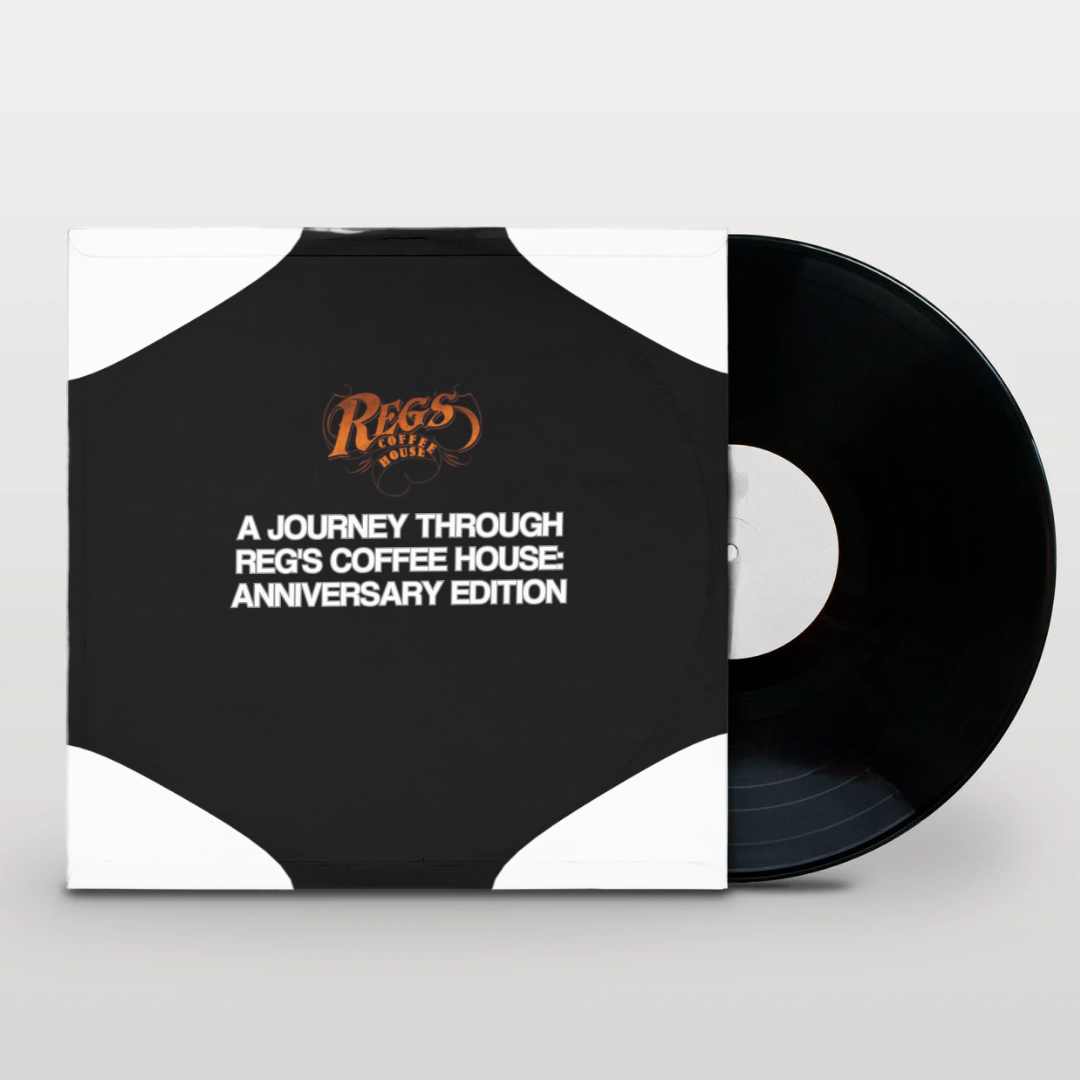 REGS
COFFEE
HOUSE
A JOURNEY THROUGH
REG'S COFFEE HOUSE:
ANNIVERSARY EDITION